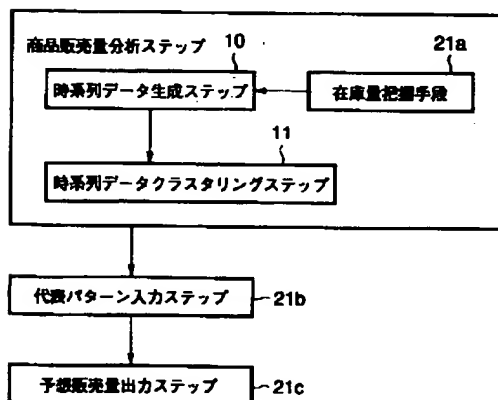 商品販売量分析ステップ
10
21a
時系列データ生成ステップ
在庫量把握手段
11
時系列データクラスタリングステップ
代表パターン入力ステップ
21b
予想販売量出力ステップ
21c